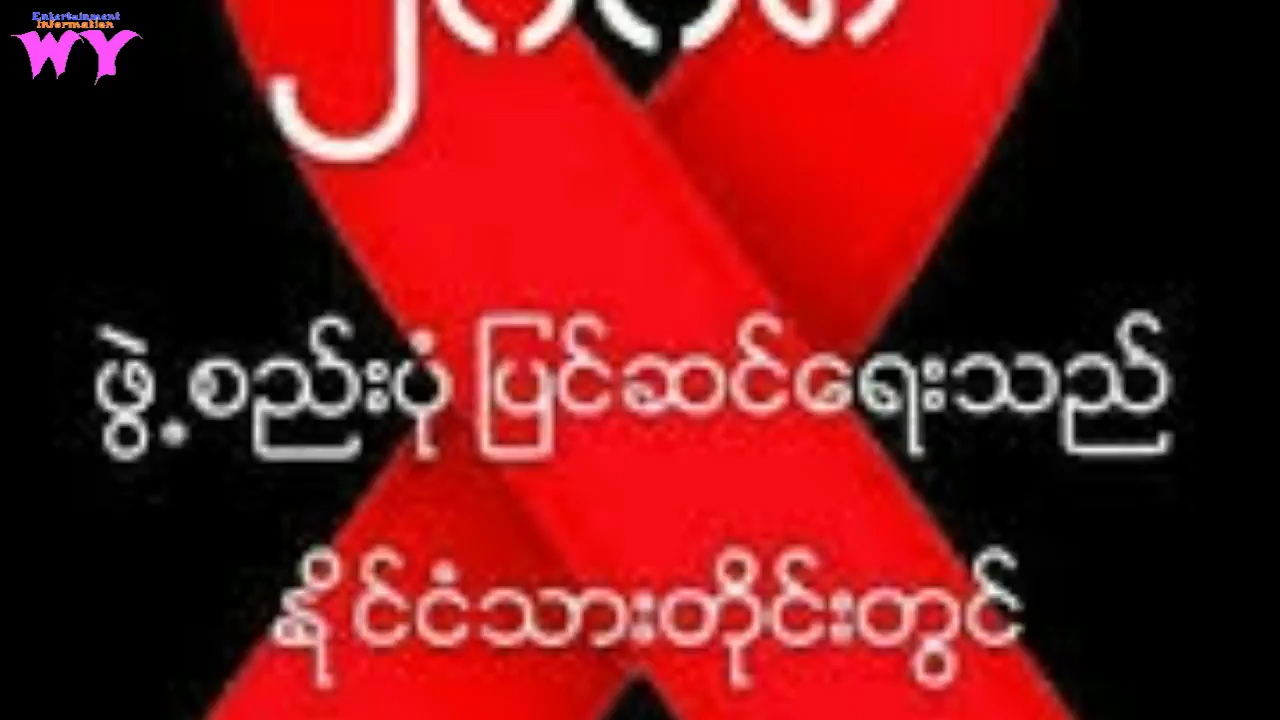 Entertainment
Information
WY
ဖွဲ့စည်းပုံ ပြင်ဆင်ရေးသည်
နိုင်ငံသားတိုင်းတွင်